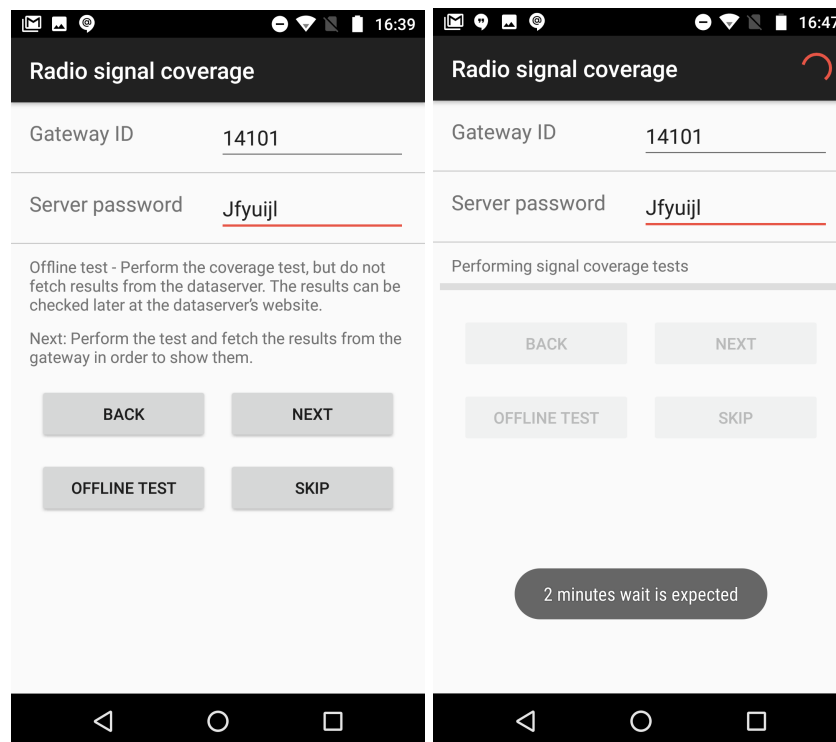 16:39
Radio signal coverage
Gateway ID
14101
Server password
Jfyuijl
Offline test - Perform the coverage test, but do not
fetch results from the dataserver. The results can be
checked later at the dataserver's website.
Next: Perform the test and fetch the results from the
gateway in order to show them.
BACK
NEXT
OFFLINE TEST
SKIP
16:47
Radio signal coverage
Gateway ID
14101
Server password
Jfyuijl
Performing signal coverage tests
BACK
NEXT
OFFLINE TEST
SKIP
2 minutes wait is expected